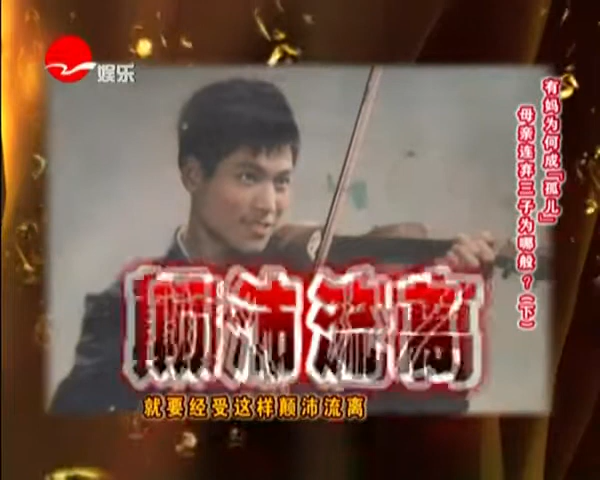 娱乐
有妈为何成「孤儿」
母亲连弃三子为哪般？（下）
颠沛流离
就要经受这样颠沛流离